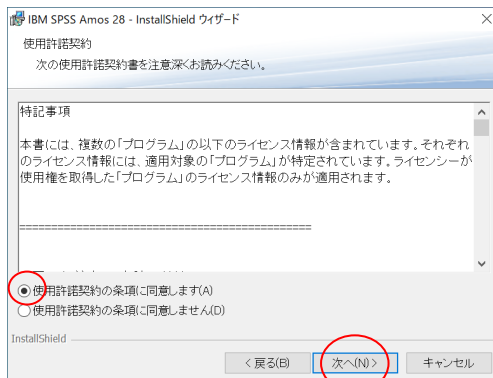 IBM SPSS Amos 28 - InstallShield ウィザード
使用許諾契約
次の使用許諾契約書を注意深くお読みください。
特記事項
本書には、複数の「プログラム」の以下のライセンス情報が含まれています。それぞれ
のライセンス情報には、適用対象の「プログラム」が特定されています。ライセンシーが
使用権を取得した「プログラム」のライセンス情報のみが適用されます。
==============================================
使用許諾契約の条項に同意します(A)
使用許諾契約の条項に同意しません(D)
InstallShield
< 戻る(B)
次へ(N) >
キャンセル